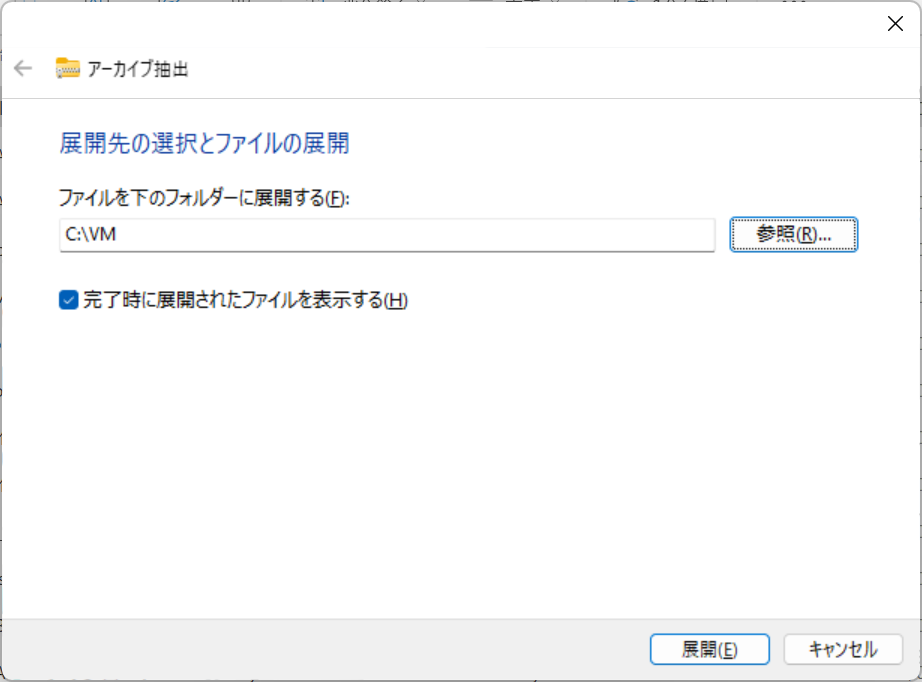 アーカイブ抽出
展開先の選択とファイルの展開
ファイルを下のフォルダーに展開する(F):
C:\VM
参照(R)...
完了時に展開されたファイルを表示する(H)
展開(E)
キャンセル